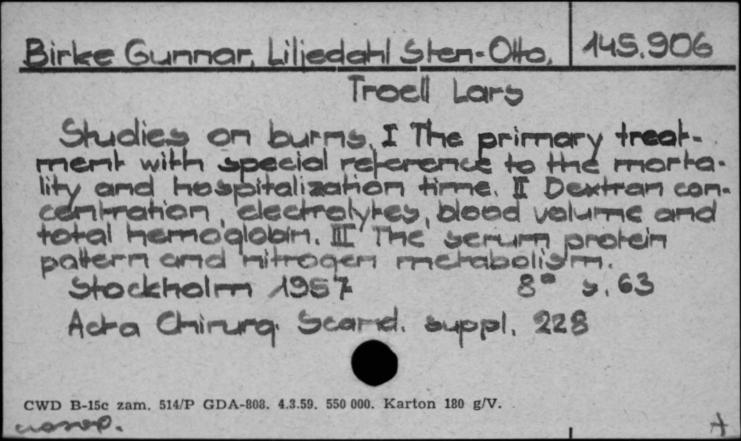 Birke Gunnar, Liljedahl Sten-Otto, 145.906
Troell Lars
Studies on burns, I The primary treat-
ment with special reference to the morta-
lity and hospitalization time. II Dextran con-
centration, electrolytes, blood volume and
total hemoglobin. III The serum protein
pattern and nitrogen metabolism.
Stockholm 1957 8° s. 63
Acta Chirurg. Scand. suppl. 228
CWD B-15c zam. 514/P GDA-808. 4.3.59. 550 000. Karton 180 g/V.